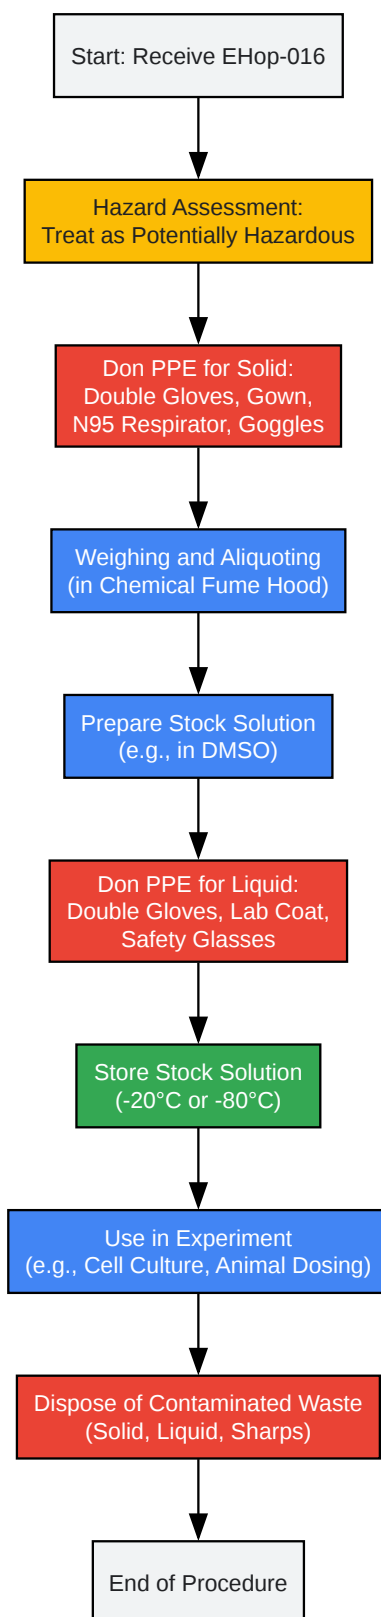 Start: Receive EHop-016
Hazard Assessment:
Treat as Potentially Hazardous
Don PPE for Solid:
Double Gloves, Gown,
N95 Respirator, Goggles
Weighing and Aliquoting
(in Chemical Fume Hood)
Prepare Stock Solution
(e.g., in DMSO)
Don PPE for Liquid:
Double Gloves, Lab Coat,
Safety Glasses
Store Stock Solution
(-20°C or -80°C)
Use in Experiment
(e.g., Cell Culture, Animal Dosing)
Dispose of Contaminated Waste
(Solid, Liquid, Sharps)
End of Procedure